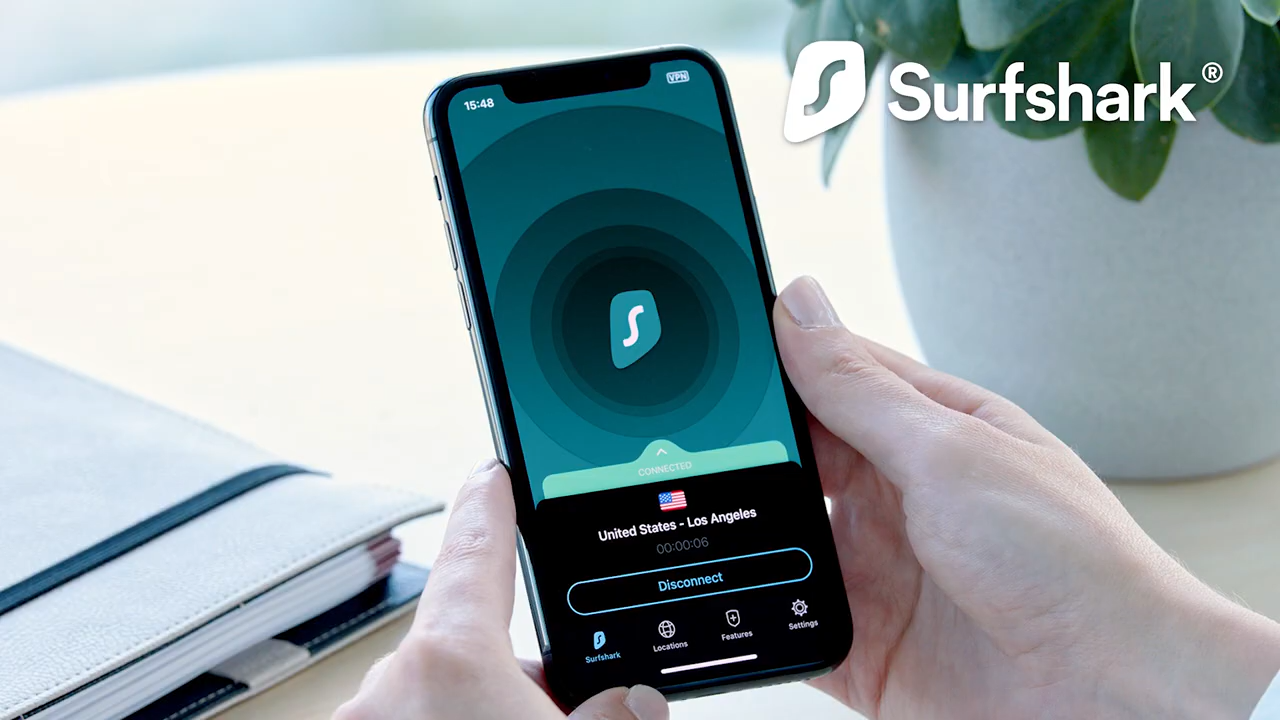 Surfshark®
15:48
VPN
CONNECTED
United States - Los Angeles
00:00:06
Disconnect
Surfshark
Locations
Features
Settings